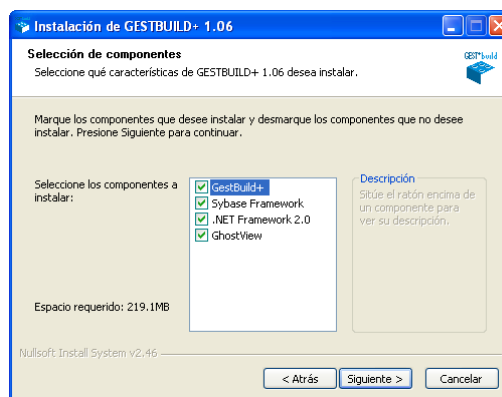 Instalación de GESTBUILD+ 1.06
Selección de componentes
Seleccione qué características de GESTBUILD+ 1.06 desea instalar.
GEST+build
Marque los componentes que desee instalar y desmarque los componentes que no desee
instalar. Presione Siguiente para continuar.
Seleccione los componentes a
instalar:
GestBuild+
Sybase Framework
.NET Framework 2.0
GhostView
Descripción
Sitúe el ratón encima de
un componente para
ver su descripción.
Espacio requerido: 219.1MB
Nullsoft Install System v2.46
< Atrás
Siguiente >
Cancelar